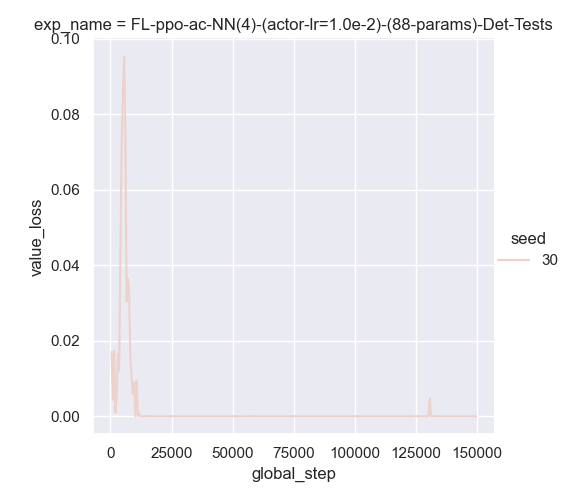 exp_name = FL-ppo-ac-NN(4)-(actor-lr=1.0e-2)-(88-params)-Det-Tests
0.10
0.08
0.06
0.04
0.02
0.00
value_loss
0 25000 50000 75000 100000 125000 150000
global_step
seed
30